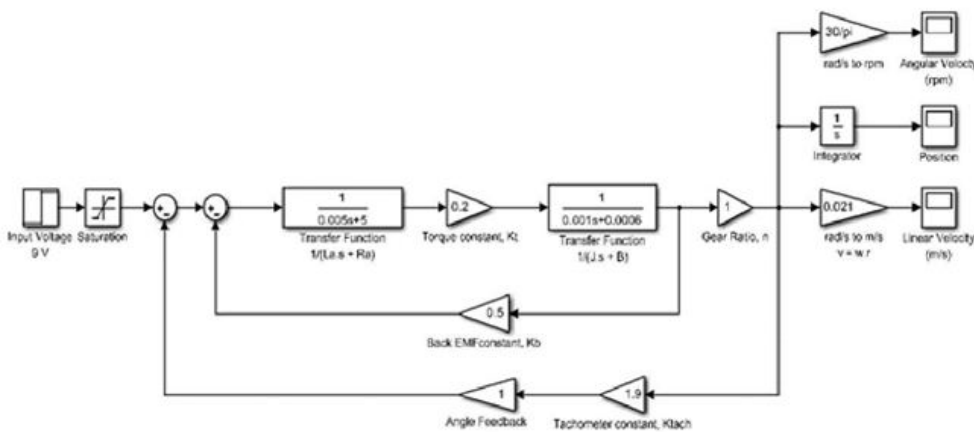 30/pi
rad/s to rpm
Angular Velocity
(rpm)
1
s
Integrator
Position
Input Voltage
9 V
Saturation
+
-
+
-
1
0.005s+5
Transfer Function
1/(La.s + Ra)
0.2
Torque constant, Kt
1
0.001s+0.0006
Transfer Function
1/(J.s + B)
1
Gear Ratio, n
0.021
rad/s to m/s
v = w.r
Linear Velocity
(m/s)
0.5
Back EMFconstant, Kb
1
Angle Feedback
1.9
Tachometer constant, Ktach